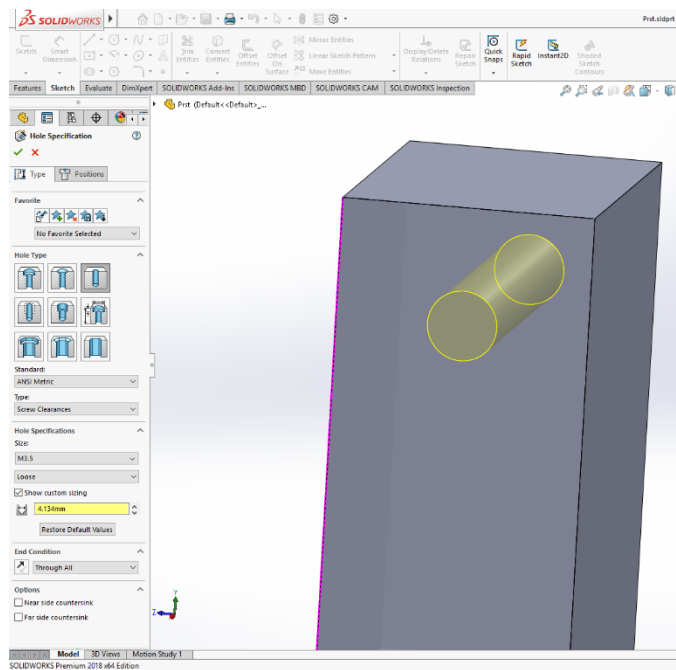 SOLIDWORKS
Prst.sldprt
Sketch
Smart Dimension
Trim Entities
Convert Entities
Offset Entities
Offset On Surface
Mirror Entities
Linear Sketch Pattern
Move Entities
Display/Delete Relations
Repair Sketch
Quick Snaps
Rapid Sketch
Instant2D
Shaded Sketch Contours
Features Sketch Evaluate DimXpert SOLIDWORKS Add-Ins SOLIDWORKS MBD SOLIDWORKS CAM SOLIDWORKS Inspection
Prst (Default<<Default>_...
Hole Specification
Type Positions
Favorite
No Favorite Selected
Hole Type
Standard:
ANSI Metric
Type:
Screw Clearances
Hole Specifications
Size:
M3.5
Loose
Show custom sizing
4.134mm
Restore Default Values
End Condition
Through All
Options
Near side countersink
Far side countersink
Y
Z
Model 3D Views Motion Study 1
SOLIDWORKS Premium 2018 x64 Edition